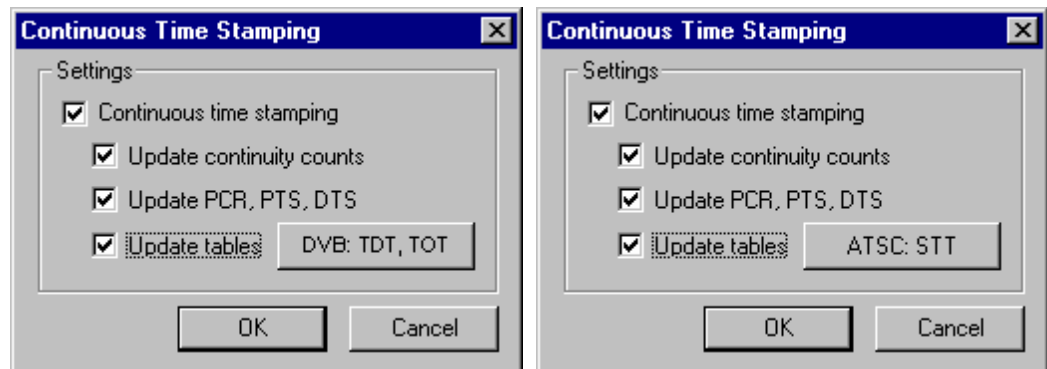 Continuous Time Stamping
Settings
Continuous time stamping
Update continuity counts
Update PCR, PTS, DTS
Update tables DVB: TDT, TOT
OK Cancel
Continuous Time Stamping
Settings
Continuous time stamping
Update continuity counts
Update PCR, PTS, DTS
Update tables ATSC: STT
OK Cancel